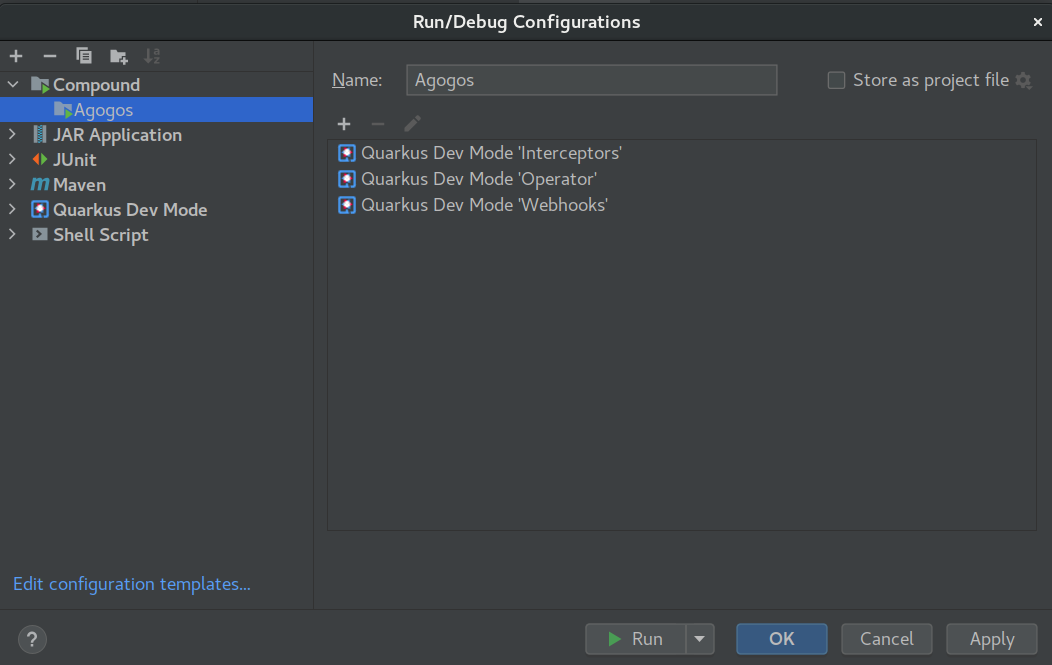 Run/Debug Configurations
Compound
Agogos
JAR Application
JUnit
Maven
Quarkus Dev Mode
Shell Script
Edit configuration templates...
Name: Agogos Store as project file
Quarkus Dev Mode 'Interceptors'
Quarkus Dev Mode 'Operator'
Quarkus Dev Mode 'Webhooks'
? Run OK Cancel Apply